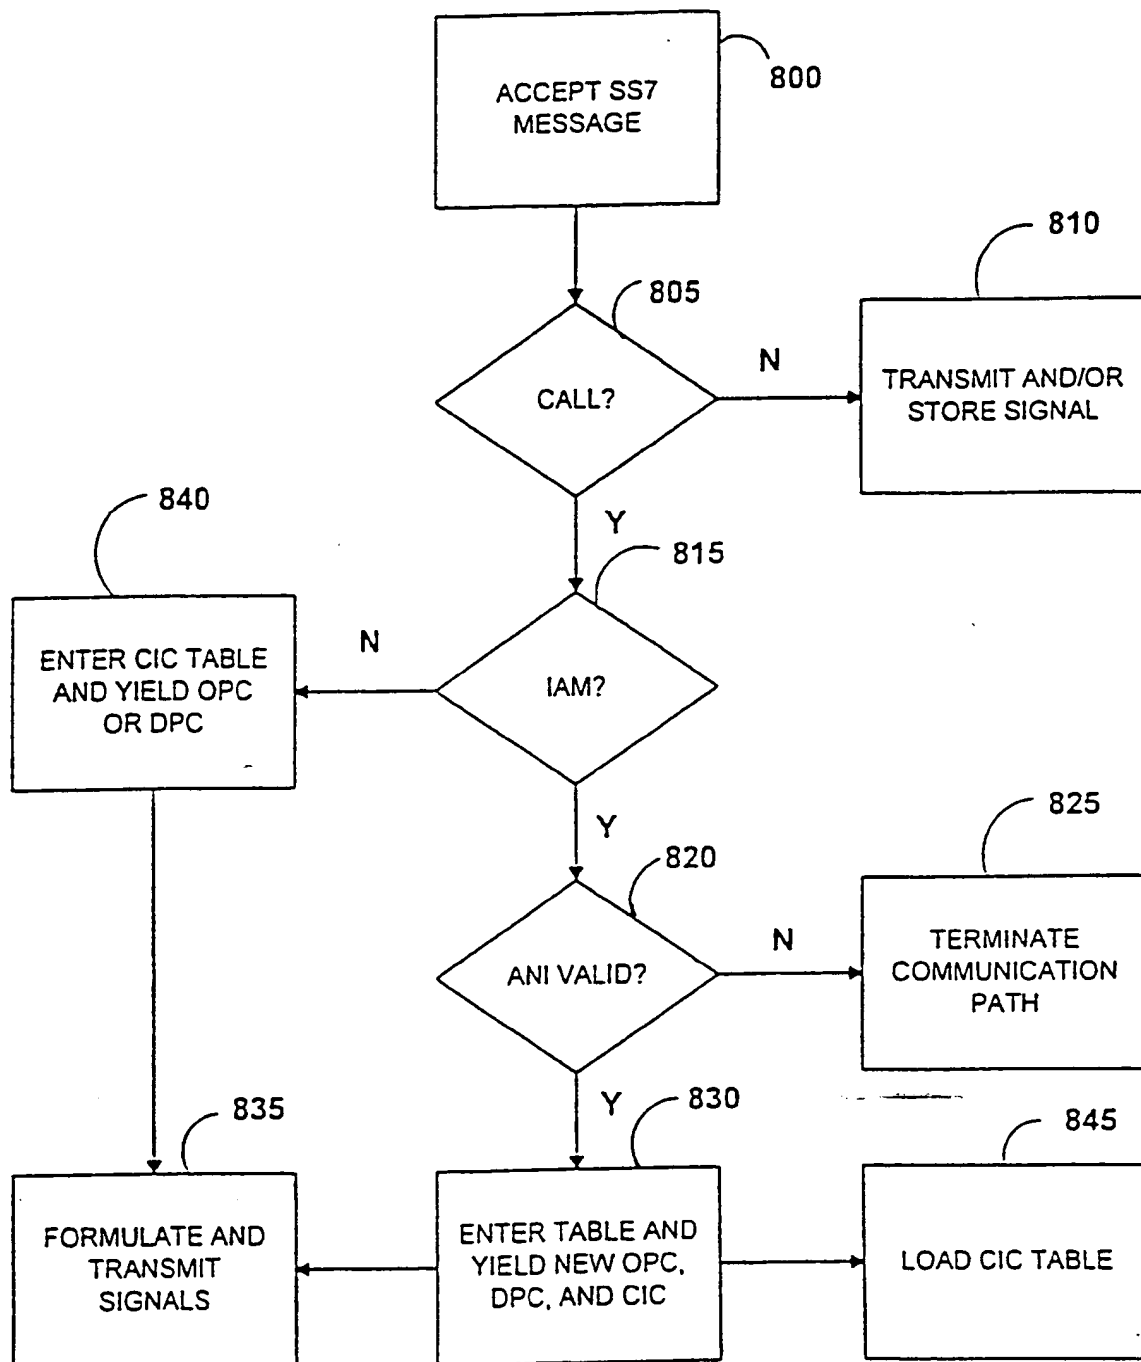 800
ACCEPT SS7
MESSAGE
810
805
N
CALL?
TRANSMIT AND/OR
STORE SIGNAL
840
Y
815
N
ENTER CIC TABLE
AND YIELD OPC
OR DPC
IAM?
825
Y
820
N
ANI VALID?
TERMINATE
COMMUNICATION
PATH
835
Y
830
845
FORMULATE AND
TRANSMIT
SIGNALS
ENTER TABLE AND
YIELD NEW OPC,
DPC, AND CIC
LOAD CIC TABLE